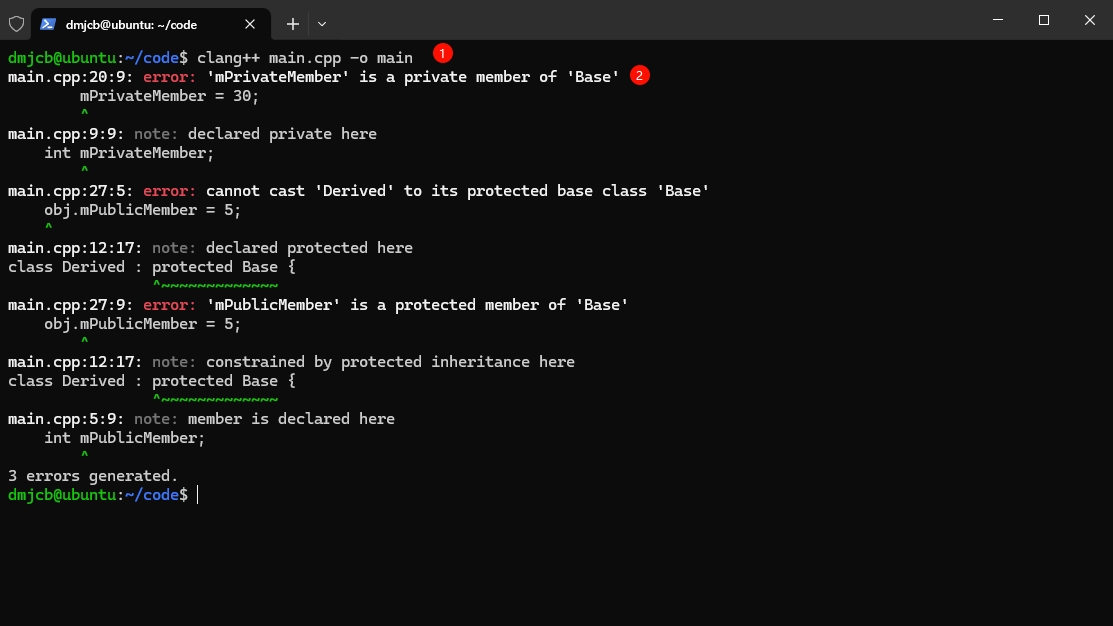 dmjcb@ubuntu: ~/code
dmjcb@ubuntu:~/code$ clang++ main.cpp -o main 1
main.cpp:20:9: error: 'mPrivateMember' is a private member of 'Base' 2
        mPrivateMember = 30;
        ^
main.cpp:9:9: note: declared private here
    int mPrivateMember;
        ^
main.cpp:27:5: error: cannot cast 'Derived' to its protected base class 'Base'
    obj.mPublicMember = 5;
    ^
main.cpp:12:17: note: declared protected here
class Derived : protected Base {
                ^~~~~~~~~~~~~~
main.cpp:27:9: error: 'mPublicMember' is a protected member of 'Base'
    obj.mPublicMember = 5;
        ^
main.cpp:12:17: note: constrained by protected inheritance here
class Derived : protected Base {
                ^~~~~~~~~~~~~~
main.cpp:5:9: note: member is declared here
    int mPublicMember;
        ^
3 errors generated.
dmjcb@ubuntu:~/code$